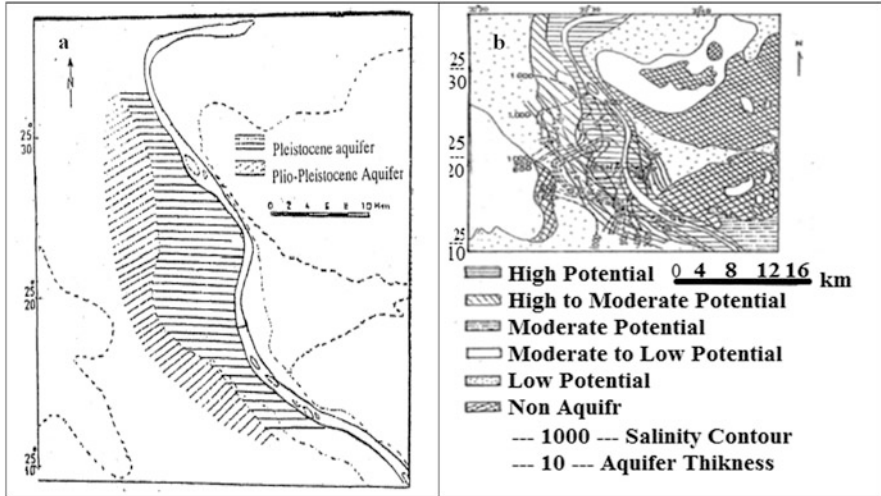 a
N
25°
30
Pleistocene aquifer
Plio-Pleistocene Aquifer
0 2 4 6 8 10 Km
25°
20
25°
10
b
N
25
30
25
20
25
10
1000
1,000
High Potential
0 4 8 12 16 km
High to Moderate Potential
Moderate Potential
Moderate to Low Potential
Low Potential
Non Aquifr
--- 1000 --- Salinity Contour
--- 10 --- Aquifer Thikness